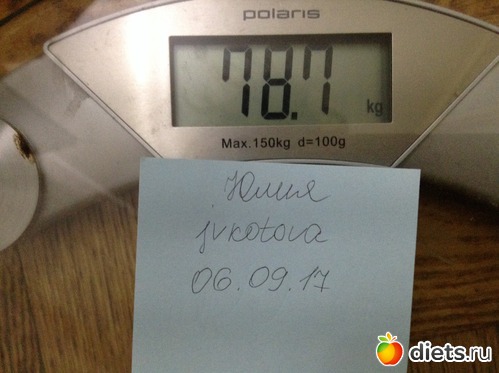 polaris
78.7 kg
Max.150kg d=100g
Юлия
jvkotova
06.09.17
diets.ru